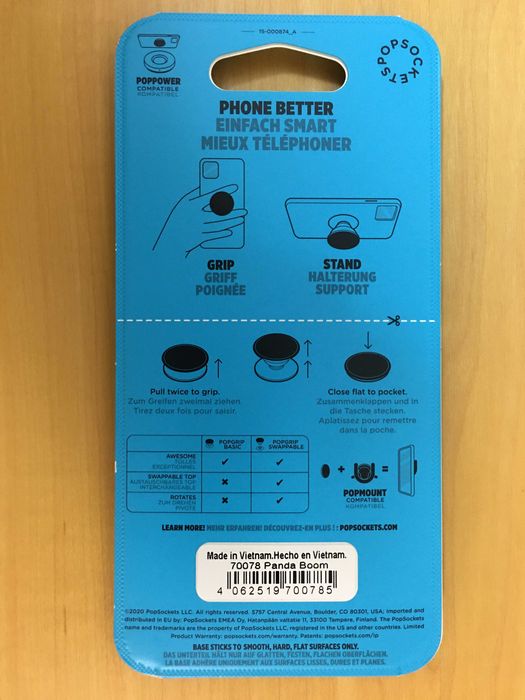 15-000874_A
POPSOCKETS
POPPOWER
COMPATIBLE
KOMPATIBEL
PHONE BETTER
EINFACH SMART
MIEUX TÉLÉPHONER
GRIP
GRIFF
POIGNÉE
STAND
HALTERUNG
SUPPORT
Pull twice to grip.
Zum Greifen zweimal ziehen.
Tirez deux fois pour saisir.
Close flat to pocket.
Zusammenklappen und in
die Tasche stecken.
Aplatissez pour remettre
dans la poche.
POPGRIP BASIC
POPGRIP SWAPPABLE
AWESOME
TOLLES
EXCEPTIONNEL
✓ ✓
SWAPPABLE TOP
AUSTAUSCHBARES TOP
INTERCHANGEABLE
✖ ✓
ROTATES
ZUM DREHEN
PIVOTE
✖ ✓
+ =
POPMOUNT
COMPATIBLE
KOMPATIBEL
LEARN MORE! MEHR ERFAHREN! DÉCOUVREZ-EN PLUS ! : POPSOCKETS.COM
Made in Vietnam.Hecho en Vietnam.
70078 Panda Boom
4 062519 700785
©2020 PopSockets LLC. All rights reserved. 5757 Central Avenue, Boulder, CO 80301, USA; imported and
distributed in EU by: PopSockets EMEA Oy, Hatanpään valtatie 11, 33100 Tampere, Finland. The PopSockets
name and trademarks are the property of PopSockets LLC, registered in the US and other countries. Limited
Product Warranty: popsockets.com/warranty. Patents: popsockets.com/ip
BASE STICKS TO SMOOTH, HARD, FLAT SURFACES ONLY.
DAS UNTERTEIL HÄLT NUR AUF GLATTEN, FESTEN, FLACHEN OBERFLÄCHEN.
LA BASE ADHÈRE UNIQUEMENT AUX SURFACES LISSES, DURES ET PLANES.